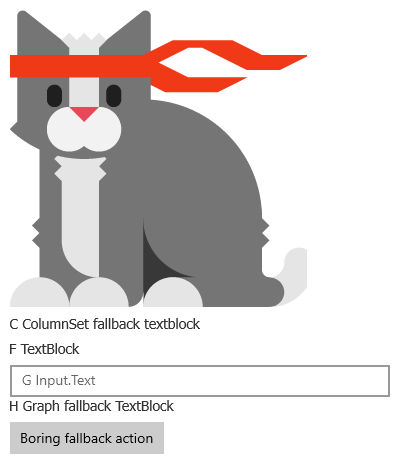 C ColumnSet fallback textblock
F TextBlock
G Input.Text
H Graph fallback TextBlock
Boring fallback action